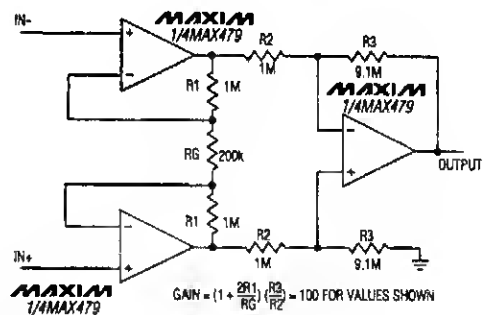 IN-
+
-
MAXIM
1/4MAX479
R1
1M
R2
1M
R3
9.1M
MAXIM
1/4MAX479
RG
200k
-
+
OUTPUT
R1
1M
-
+
IN+
R2
1M
R3
9.1M
MAXIM
1/4MAX479
GAIN = (1 + 2R1/RG) (R3/R2) = 100 FOR VALUES SHOWN